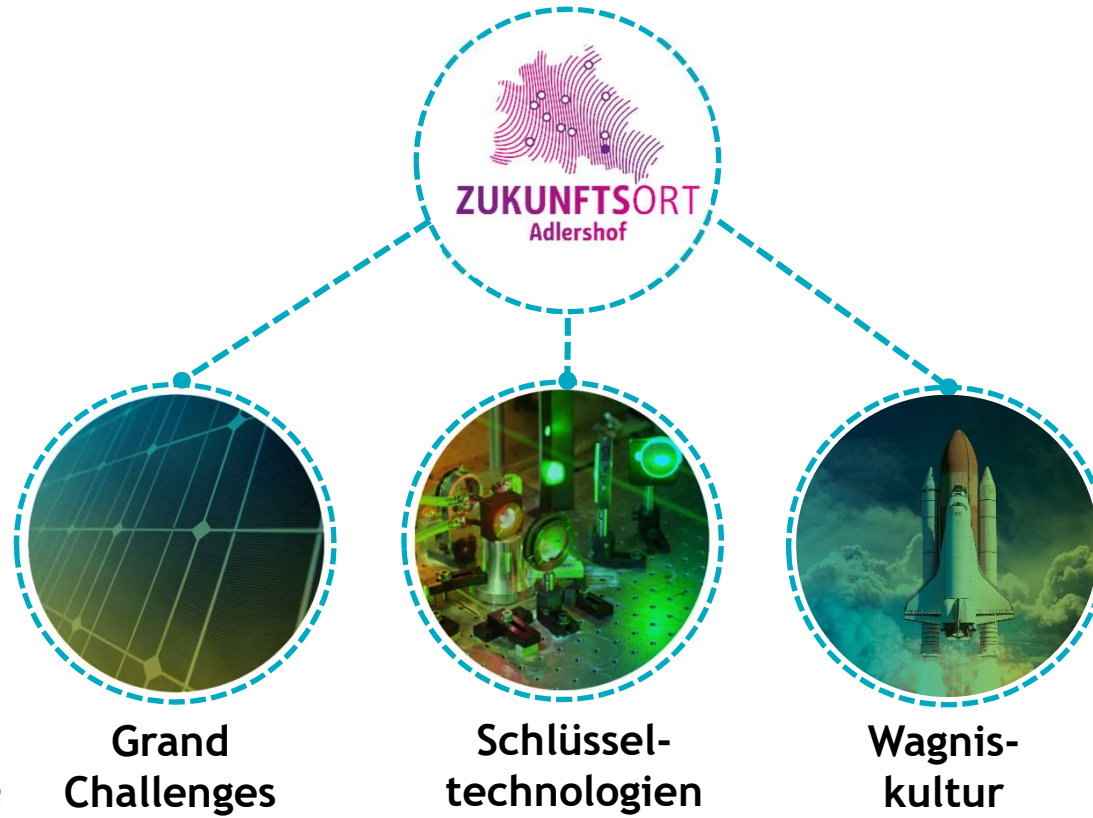 ZUKUNFTSORT
Adlershof
Grand
Challenges
Schlüssel-
technologien
Wagnis-
kultur